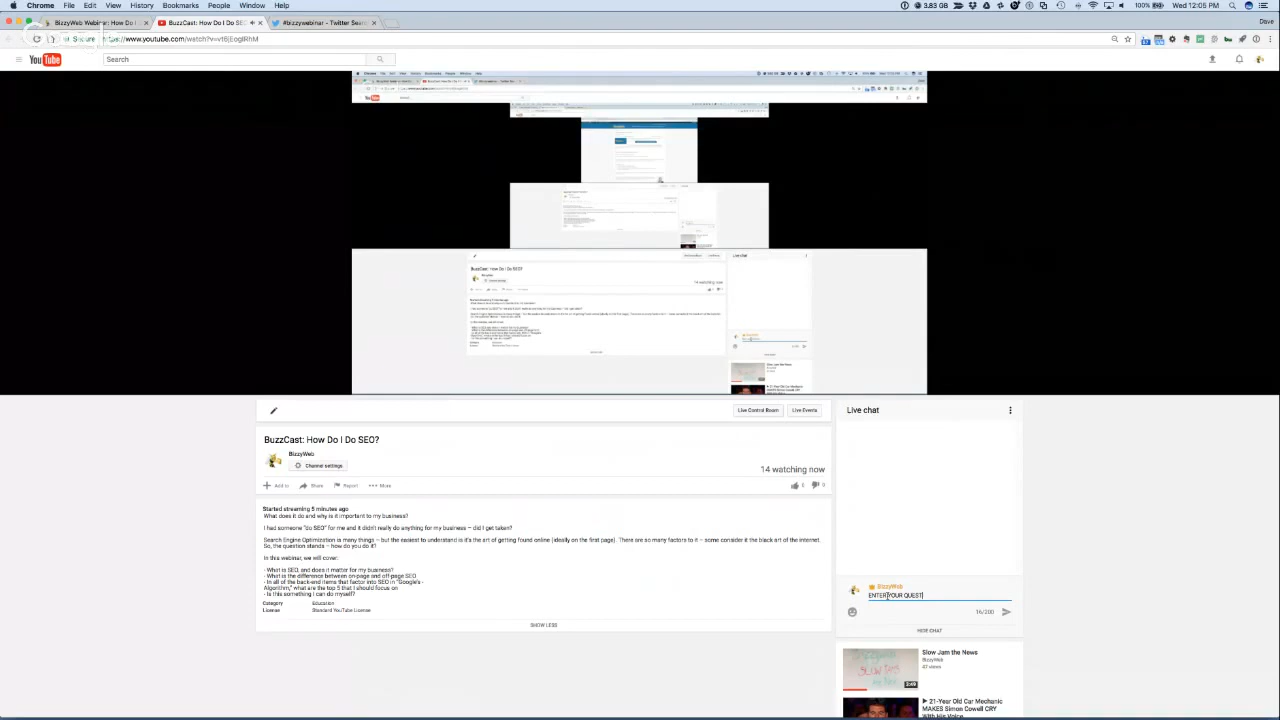 Chrome File Edit View History Bookmarks People Window Help
3.83 GB 100% Wed 12:05 PM
BizzyWeb Webinar: How Do I
BuzzCast: How Do I Do SEO
#bizzywebinar - Twitter Sear
Dave
Secure
YouTube
Search
Live Control Room
Live Events
Live chat
BuzzCast: How Do I Do SEO?
BizzyWeb
Channel settings
14 watching now
Add to Share Report More
6 0
Started streaming 5 minutes ago
What does it do and why is it important to my business?
I had someone "do SEO" for me and it didn't really do anything for my business – did I get taken?
Search Engine Optimization is many things – but the easiest to understand is it's the art of getting found online (ideally on the first page). There are so many factors to it – some consider it the black art of the internet.
So, the question stands – how do you do it?
In this webinar, we will cover:
- What is SEO, and does it matter for my business?
- What is the difference between on-page and off-page SEO
- In all of the back-end items that factor into SEO in "Google's
Algorithm," what are the top 5 that I should focus on
- Is this something I can do myself?
Category Education
License Standard YouTube License
SHOW LESS
BizzyWeb
ENTER YOUR QUEST
16/200
HIDE CHAT
Slow Jam the News
BizzyWeb
47 views
3:49
21-Year Old Car Mechanic
MAKES Simon Cowell CRY
With His Voice